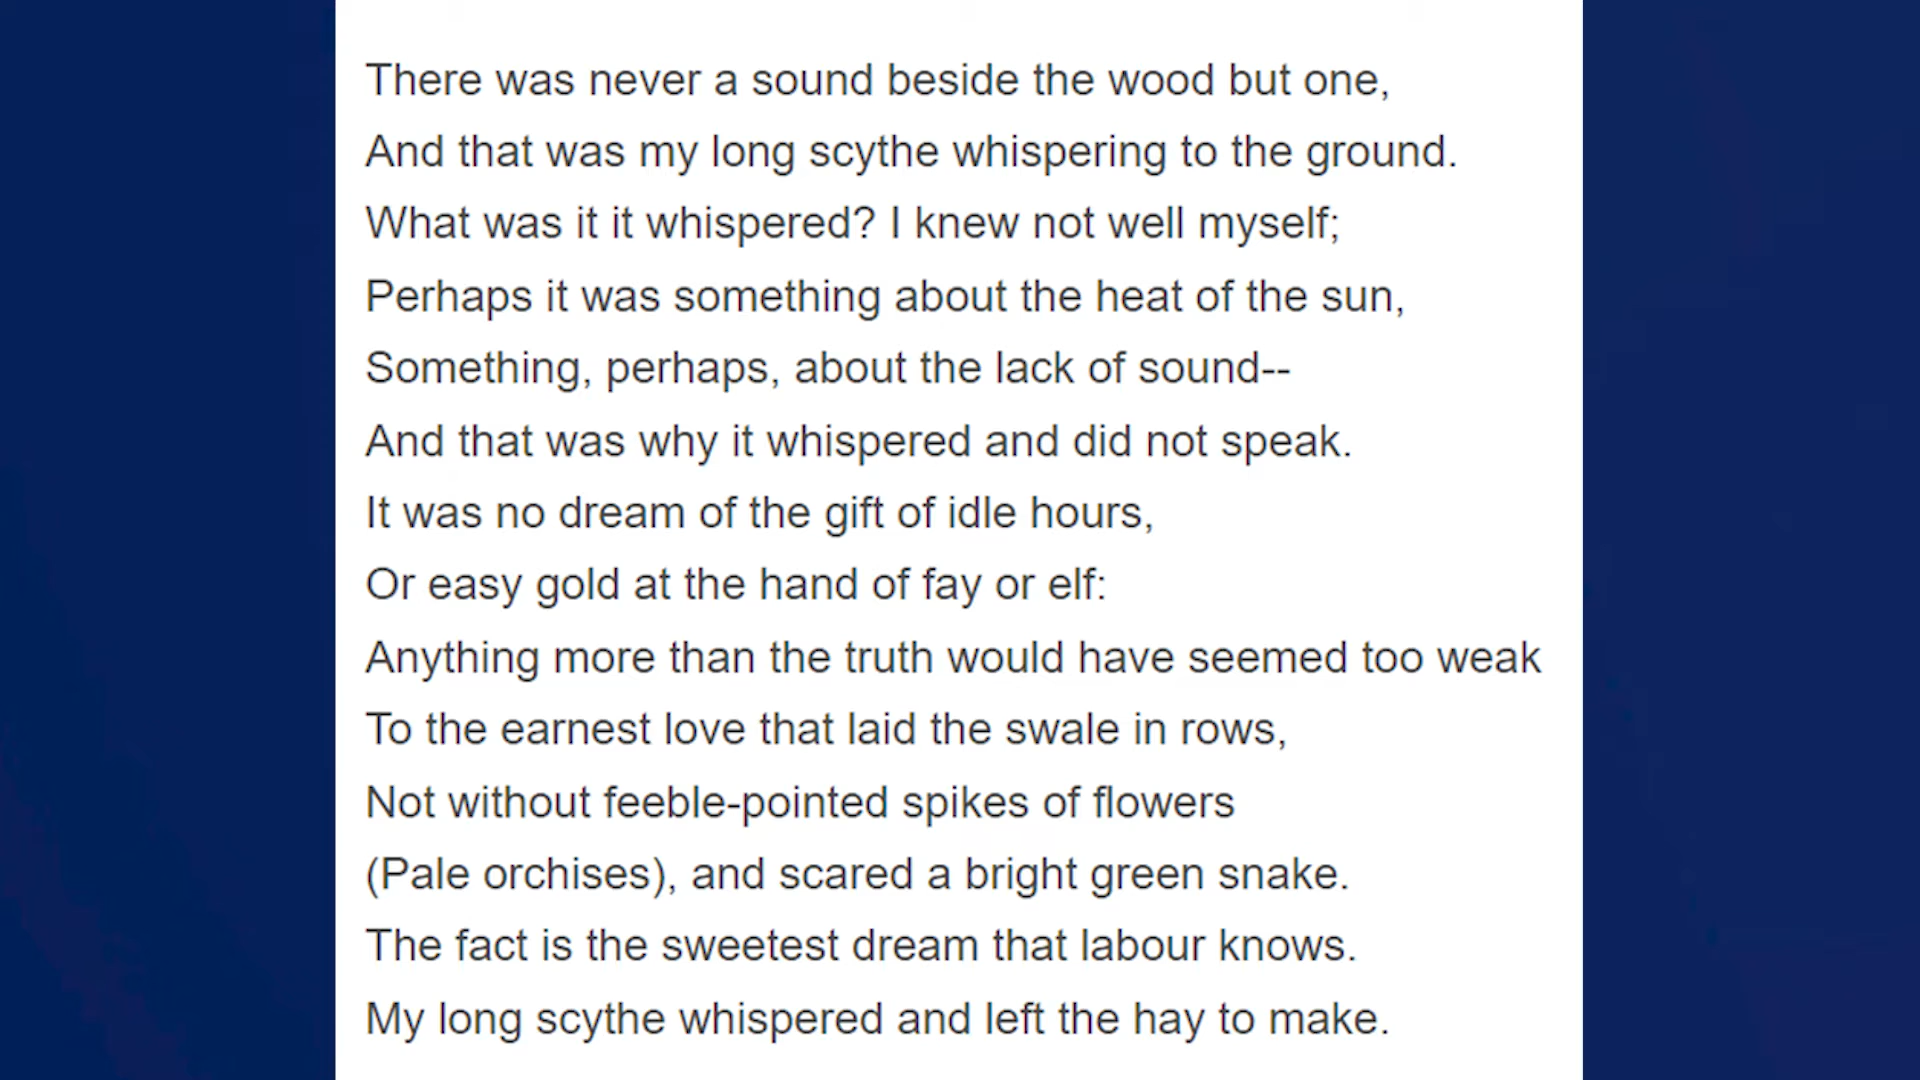 There was never a sound beside the wood but one,
And that was my long scythe whispering to the ground.
What was it it whispered? I knew not well myself;
Perhaps it was something about the heat of the sun,
Something, perhaps, about the lack of sound--
And that was why it whispered and did not speak.
It was no dream of the gift of idle hours,
Or easy gold at the hand of fay or elf:
Anything more than the truth would have seemed too weak
To the earnest love that laid the swale in rows,
Not without feeble-pointed spikes of flowers
(Pale orchises), and scared a bright green snake.
The fact is the sweetest dream that labour knows.
My long scythe whispered and left the hay to make.